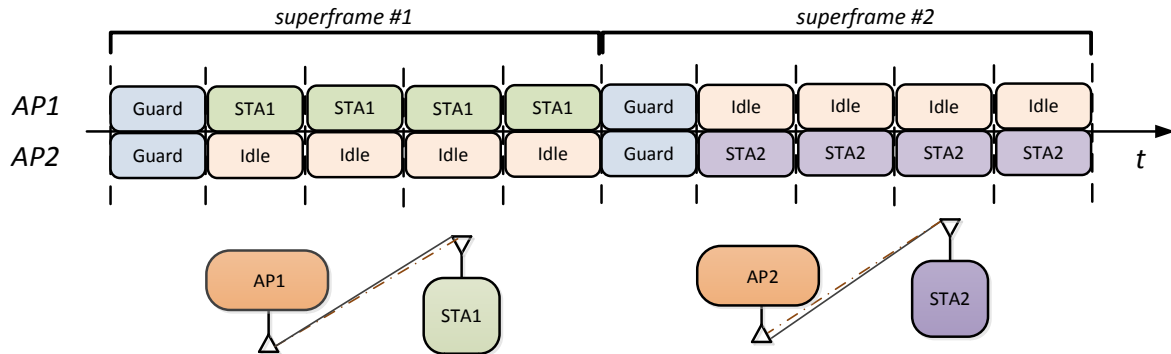 superframe #1 superframe #2
AP1 Guard STA1 STA1 STA1 STA1 Guard Idle Idle Idle Idle
AP2 Guard Idle Idle Idle Idle Guard STA2 STA2 STA2 STA2 t
AP1 STA1 AP2 STA2